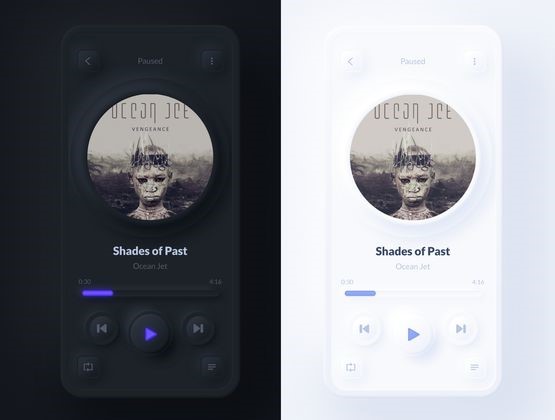 Paused
OCEAN JET
VENGEANCE
Shades of Past
Ocean Jet
0:30 4:16
Paused
OCEAN JET
VENGEANCE
Shades of Past
Ocean Jet
0:30 4:16